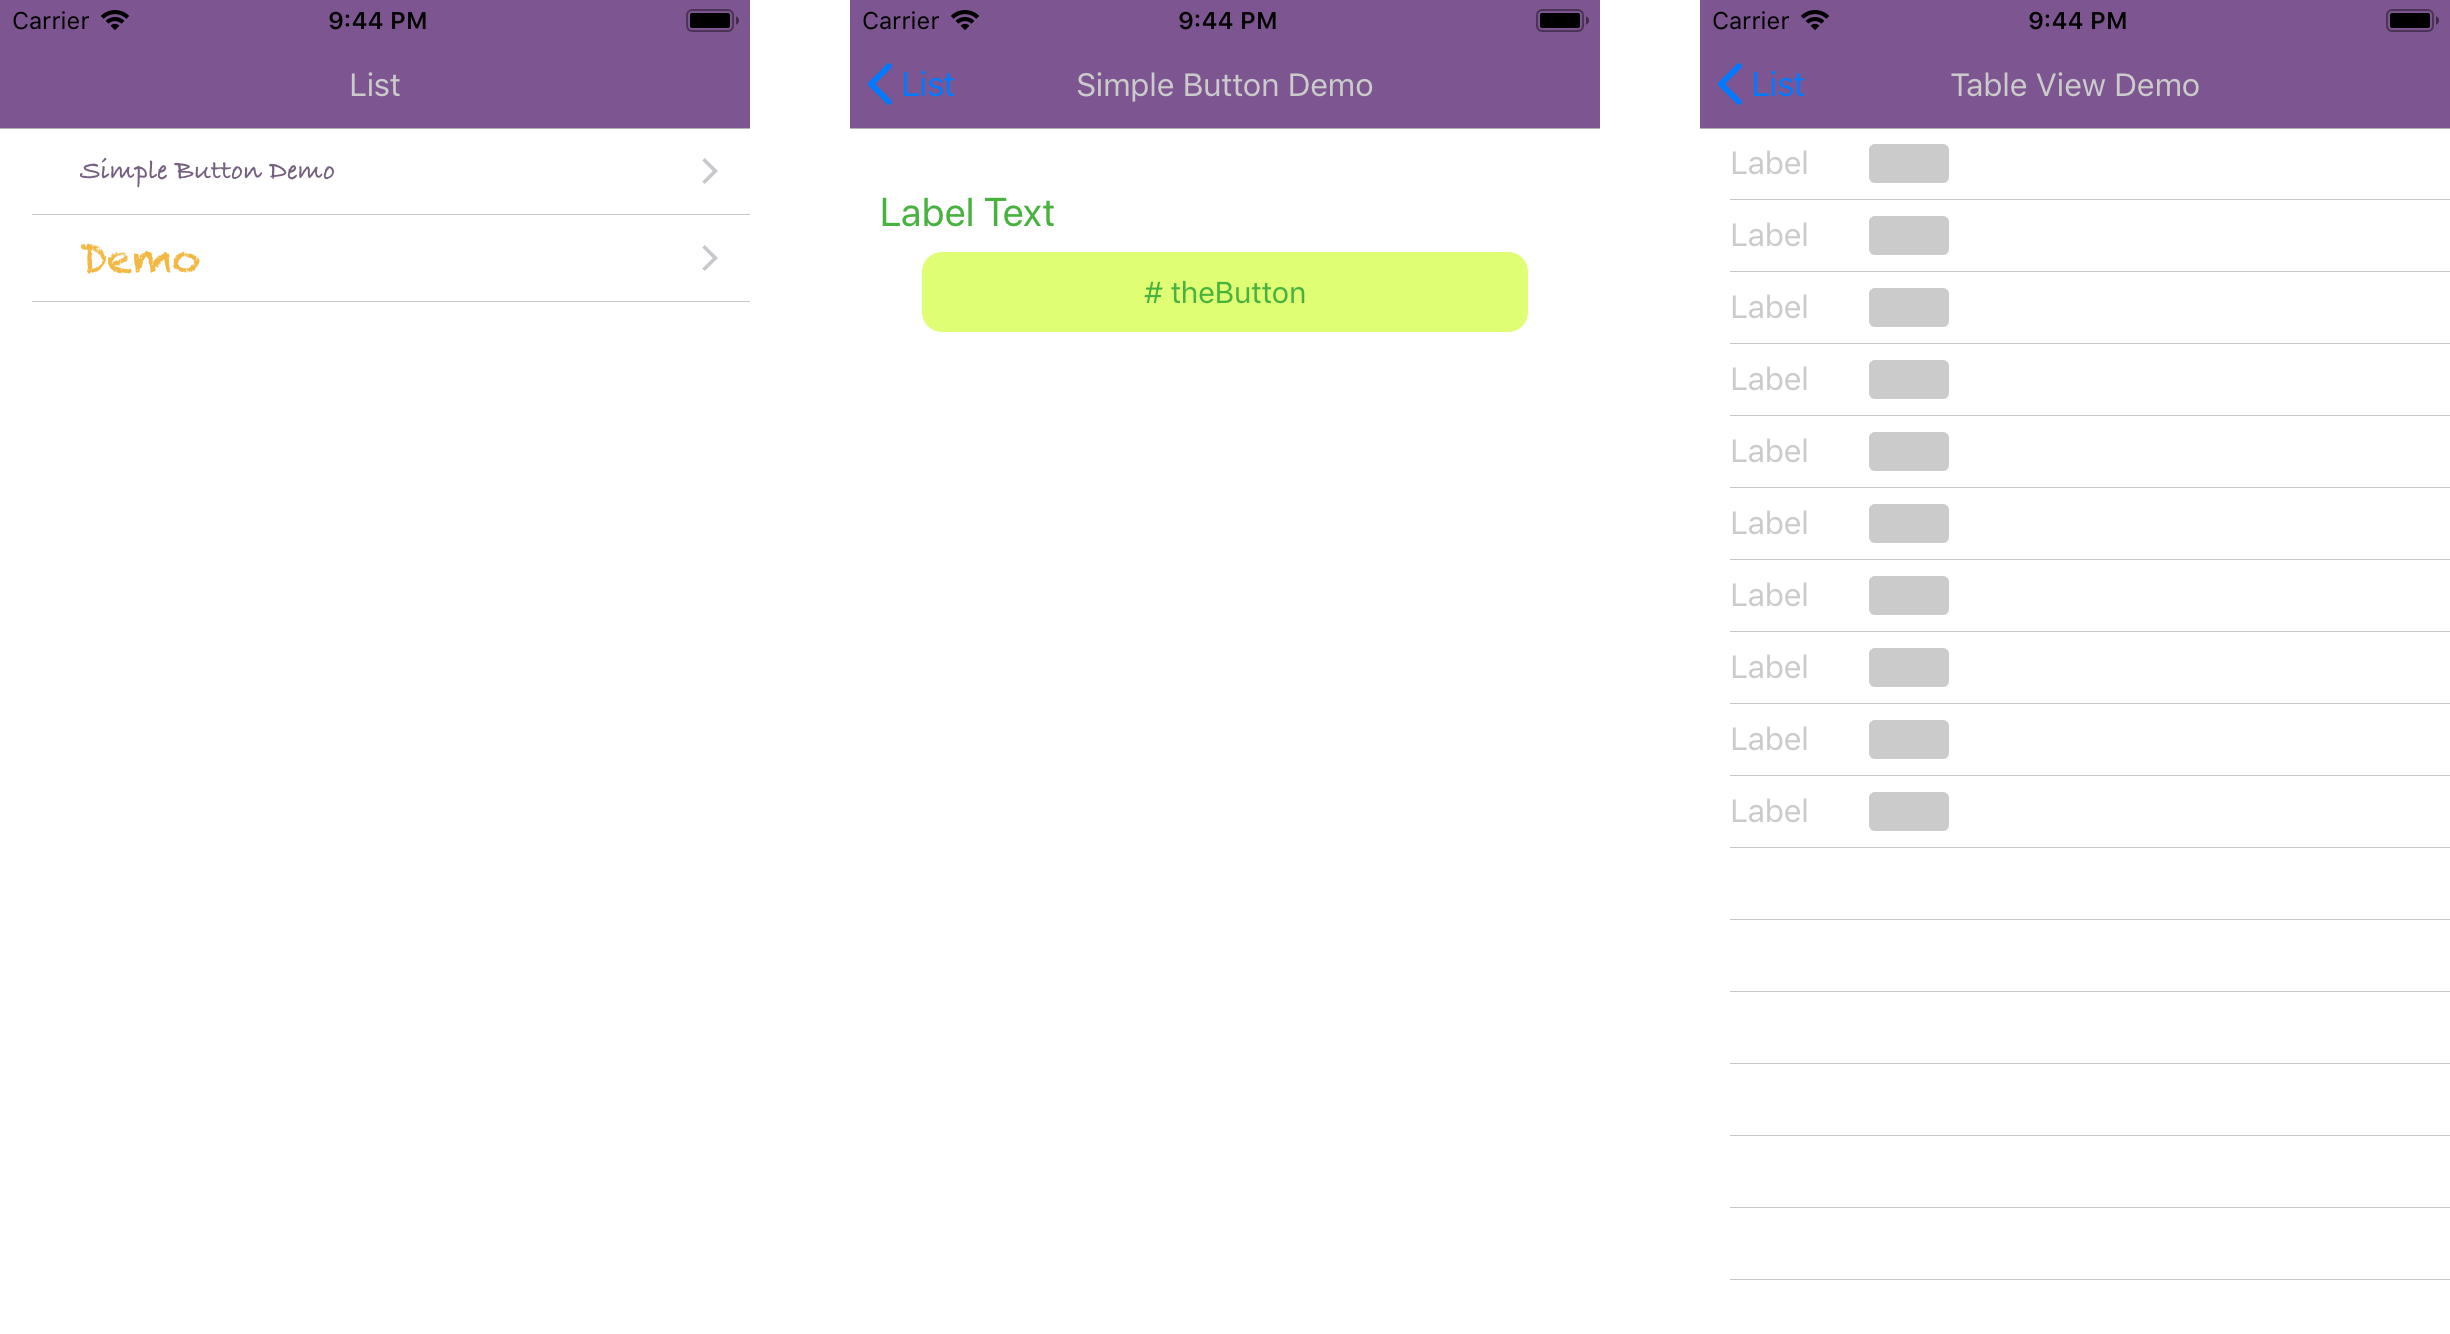 Carrier 9:44 PM
List
Simple Button Demo
Demo
Carrier 9:44 PM
List Simple Button Demo
Label Text
# theButton
Carrier 9:44 PM
List Table View Demo
Label
Label
Label
Label
Label
Label
Label
Label
Label
Label